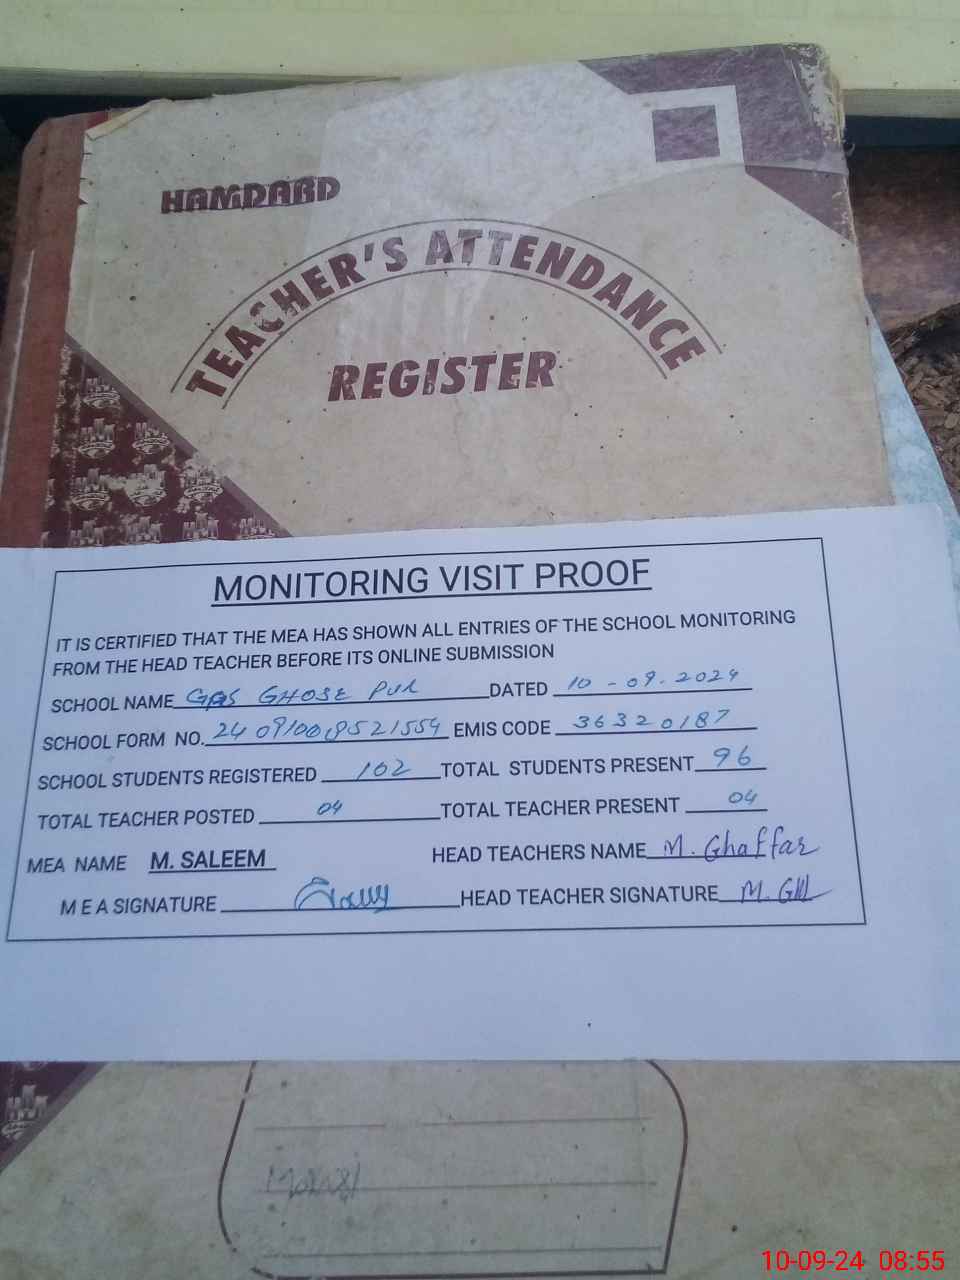 HAMDARD
TEACHER'S ATTENDANCE
REGISTER
MONITORING VISIT PROOF
IT IS CERTIFIED THAT THE MEA HAS SHOWN ALL ENTRIES OF THE SCHOOL MONITORING
FROM THE HEAD TEACHER BEFORE ITS ONLINE SUBMISSION
SCHOOL NAME GPS GHOSE PUR DATED 10-09-2024
SCHOOL FORM NO. EMIS CODE 36320187
SCHOOL STUDENTS REGISTERED 102 TOTAL STUDENTS PRESENT 96
TOTAL TEACHER POSTED 04 TOTAL TEACHER PRESENT 04
MEA NAME M. SALEEM HEAD TEACHERS NAME M. Ghaffar
M E A SIGNATURE HEAD TEACHER SIGNATURE
10-09-24 08:55